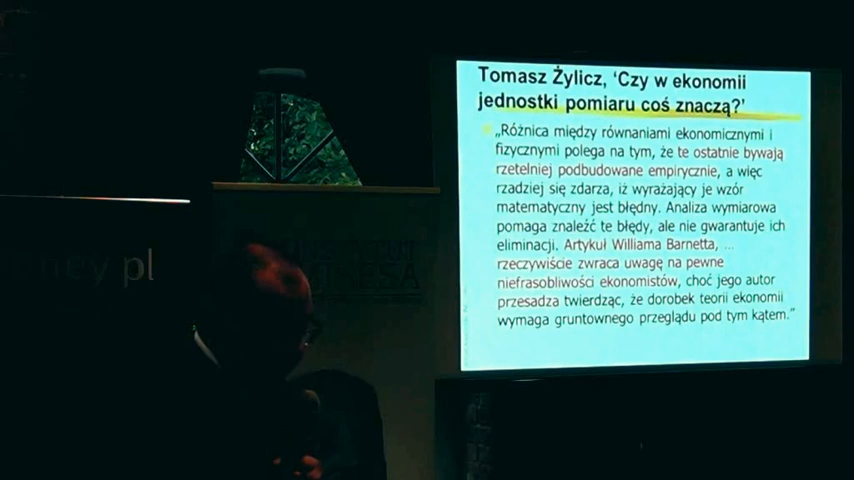 Tomasz Żylicz, ‘Czy w ekonomii
jednostki pomiaru coś znaczą?’
„Różnica między równaniami ekonomicznymi i
fizycznymi polega na tym, że te ostatnie bywają
rzetelniej podbudowane empirycznie, a więc
rzadziej się zdarza, iż wyrażający je wzór
matematyczny jest błędny. Analiza wymiarowa
pomaga znaleźć te błędy, ale nie gwarantuje ich
eliminacji. Artykuł Williama Barnetta, ...
rzeczywiście zwraca uwagę na pewne
niefrasobliwości ekonomistów, choć jego autor
przesadza twierdząc, że dorobek teorii ekonomii
wymaga gruntownego przeglądu pod tym kątem.”
ney.pl
INSTYTUT